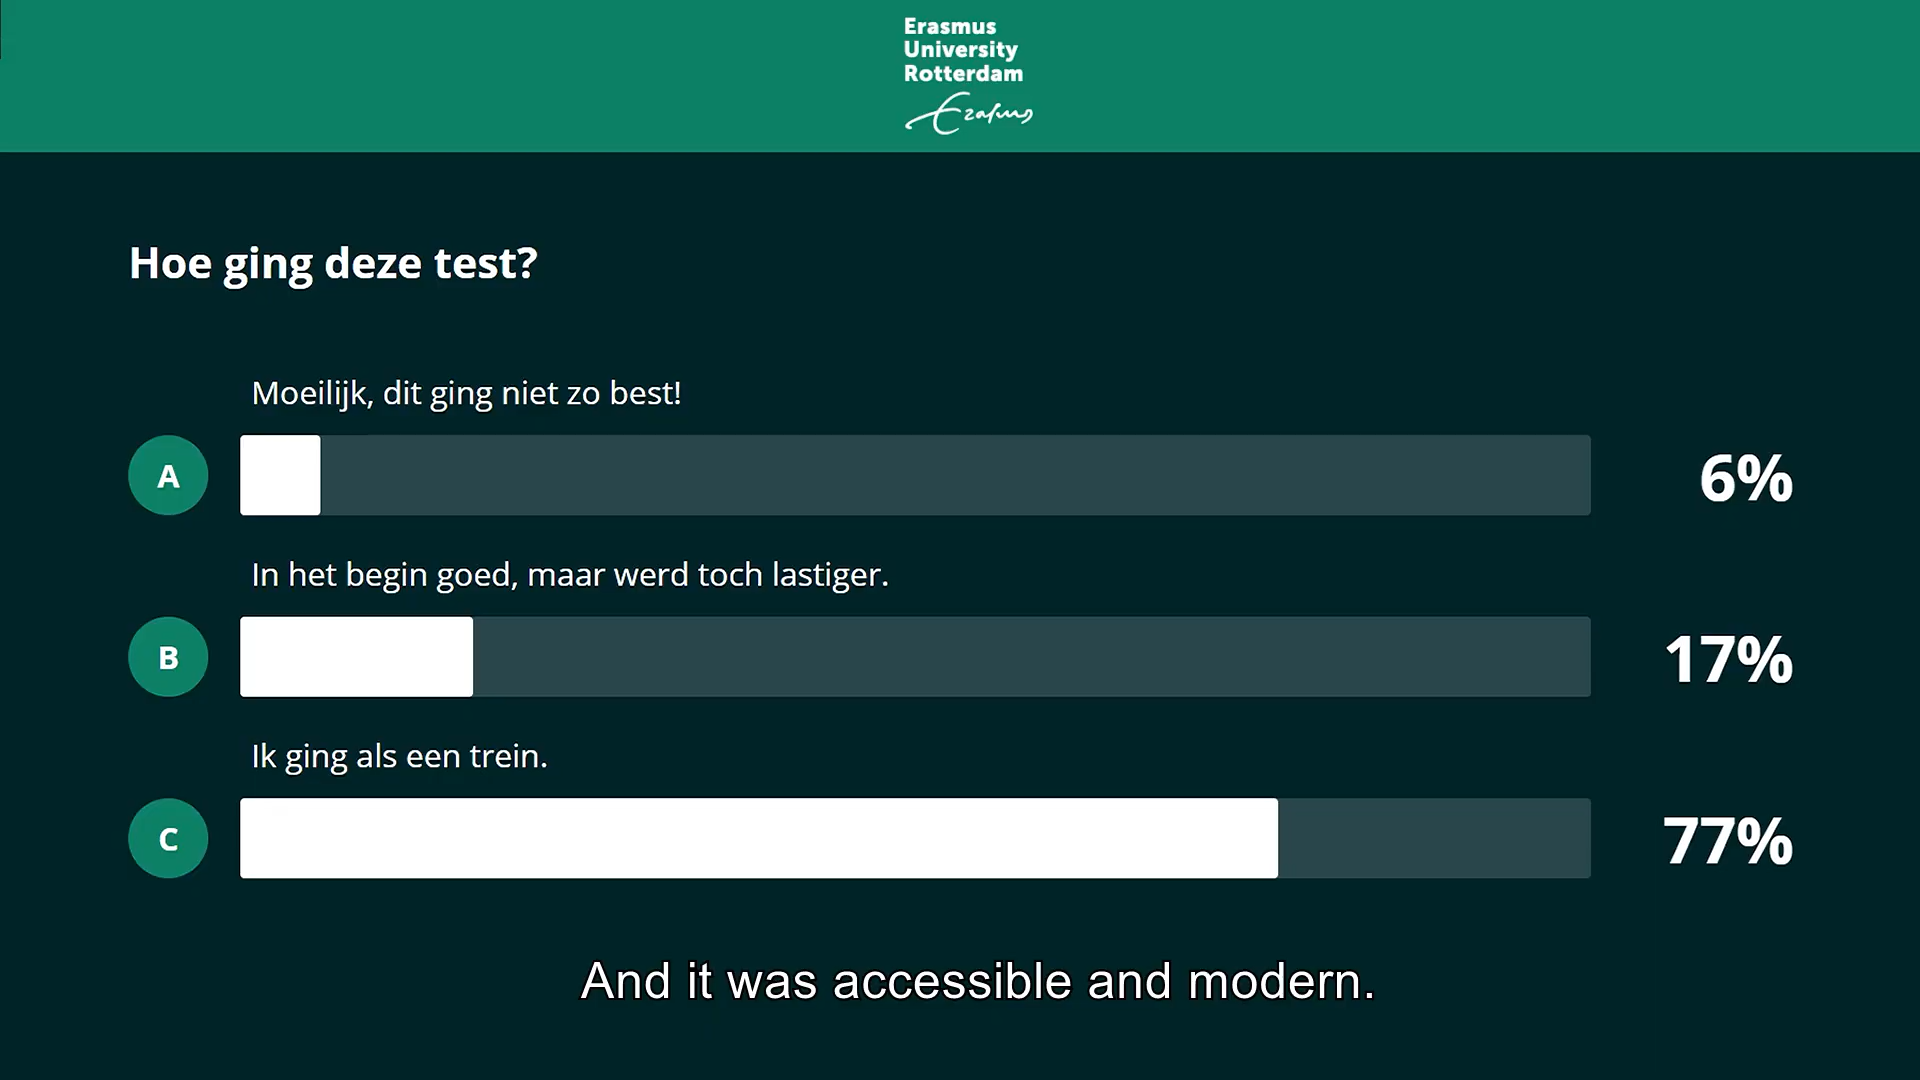 Erasmus
University
Rotterdam
Erasmus
Hoe ging deze test?
Moeilijk, dit ging niet zo best!
A
6%
In het begin goed, maar werd toch lastiger.
B
17%
Ik ging als een trein.
C
77%
And it was accessible and modern.